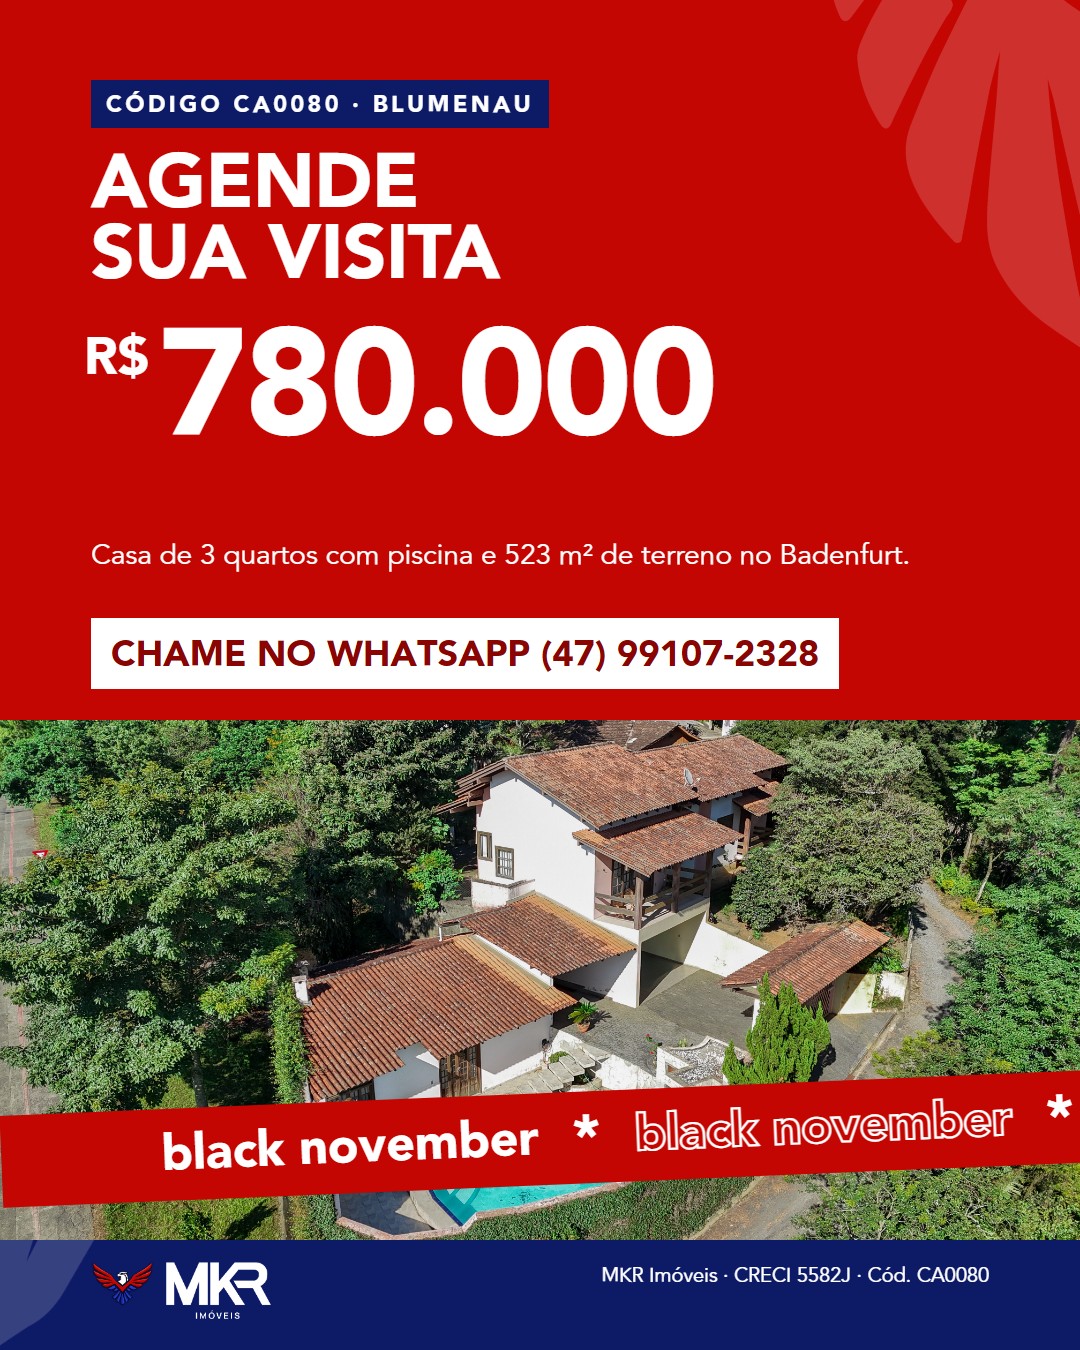 CÓDIGO CA0080 · BLUMENAU
AGENDE
SUA VISITA
R$ 780.000
Casa de 3 quartos com piscina e 523 m² de terreno no Badenfurt.
CHAME NO WHATSAPP (47) 99107-2328
black november * black november *
MKR
IMÓVEIS
MKR Imóveis · CRECI 5582J · Cód. CA0080